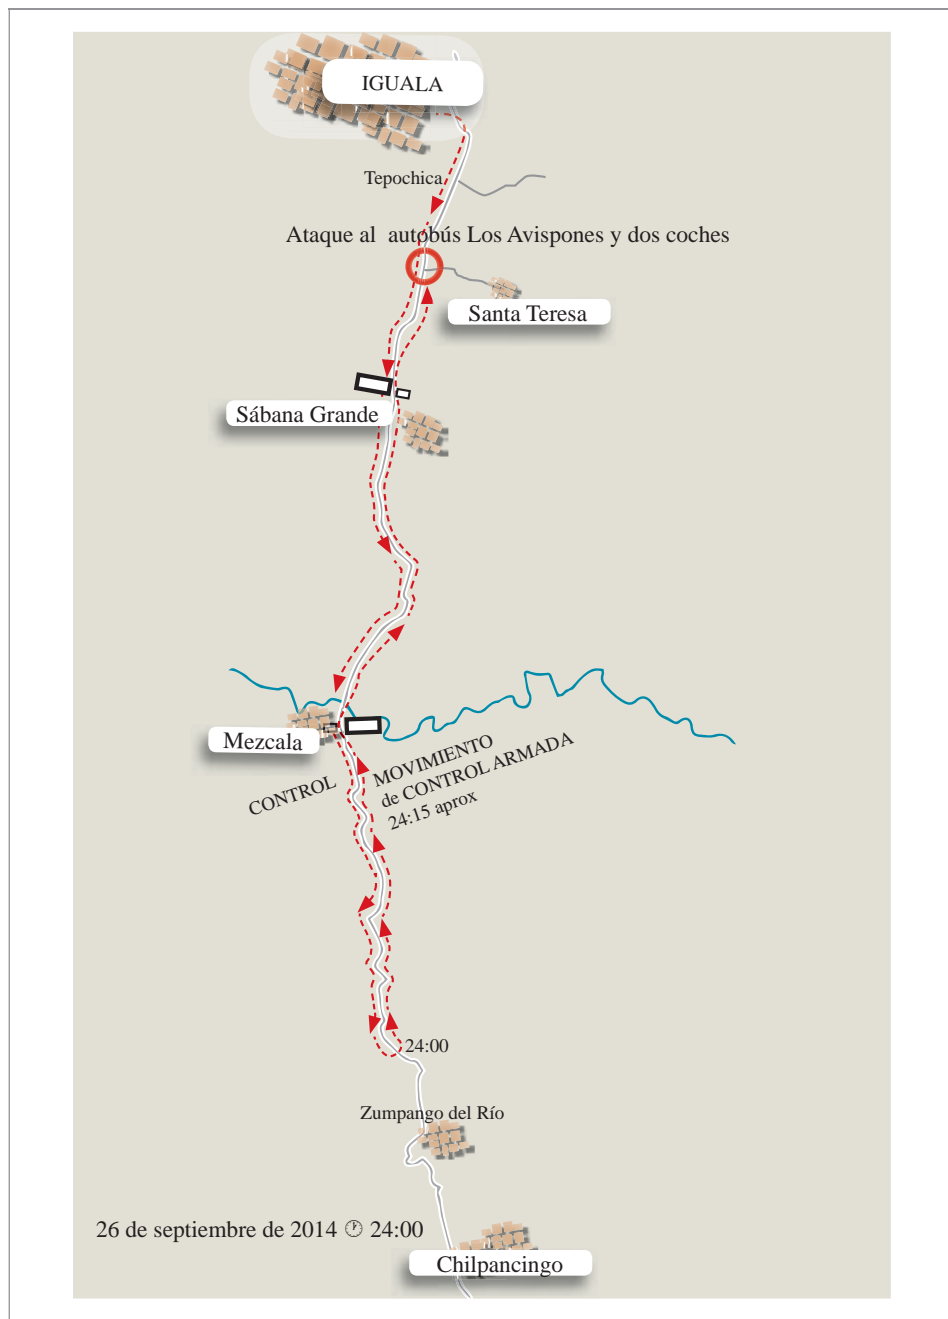 IGUALA
Tepochica
Ataque al autobús Los Avispones y dos coches
Santa Teresa
Sábana Grande
Mezcala
CONTROL
MOVIMIENTO
de CONTROL ARMADA
24:15 aprox
24:00
Zumpango del Río
26 de septiembre de 2014 24:00
Chilpancingo